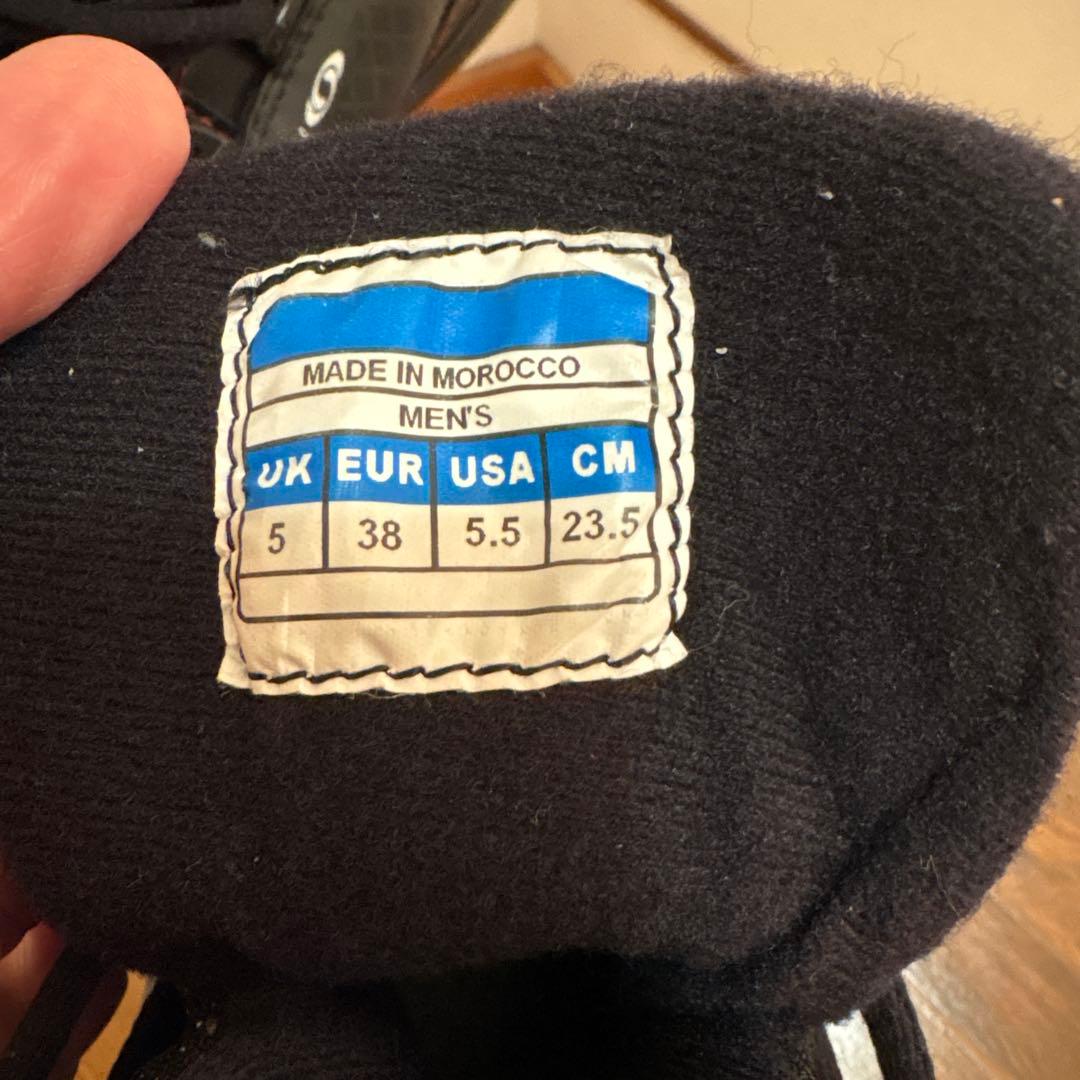 MADE IN MOROCCO
MEN'S
UK EUR USA CM
5 38 5.5 23.5